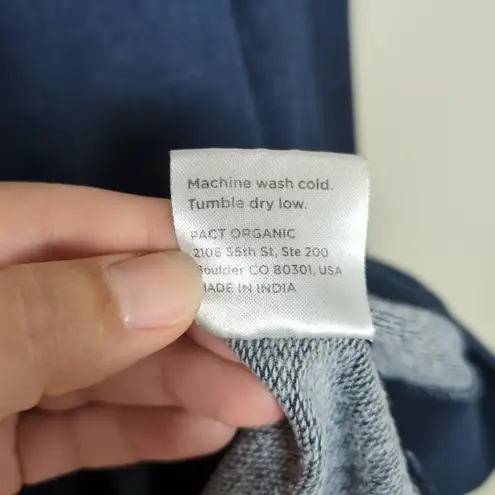 Machine wash cold.
Tumble dry low.
PACT ORGANIC
2108 55th St, Ste 200
Boulder CO 80301, USA
MADE IN INDIA